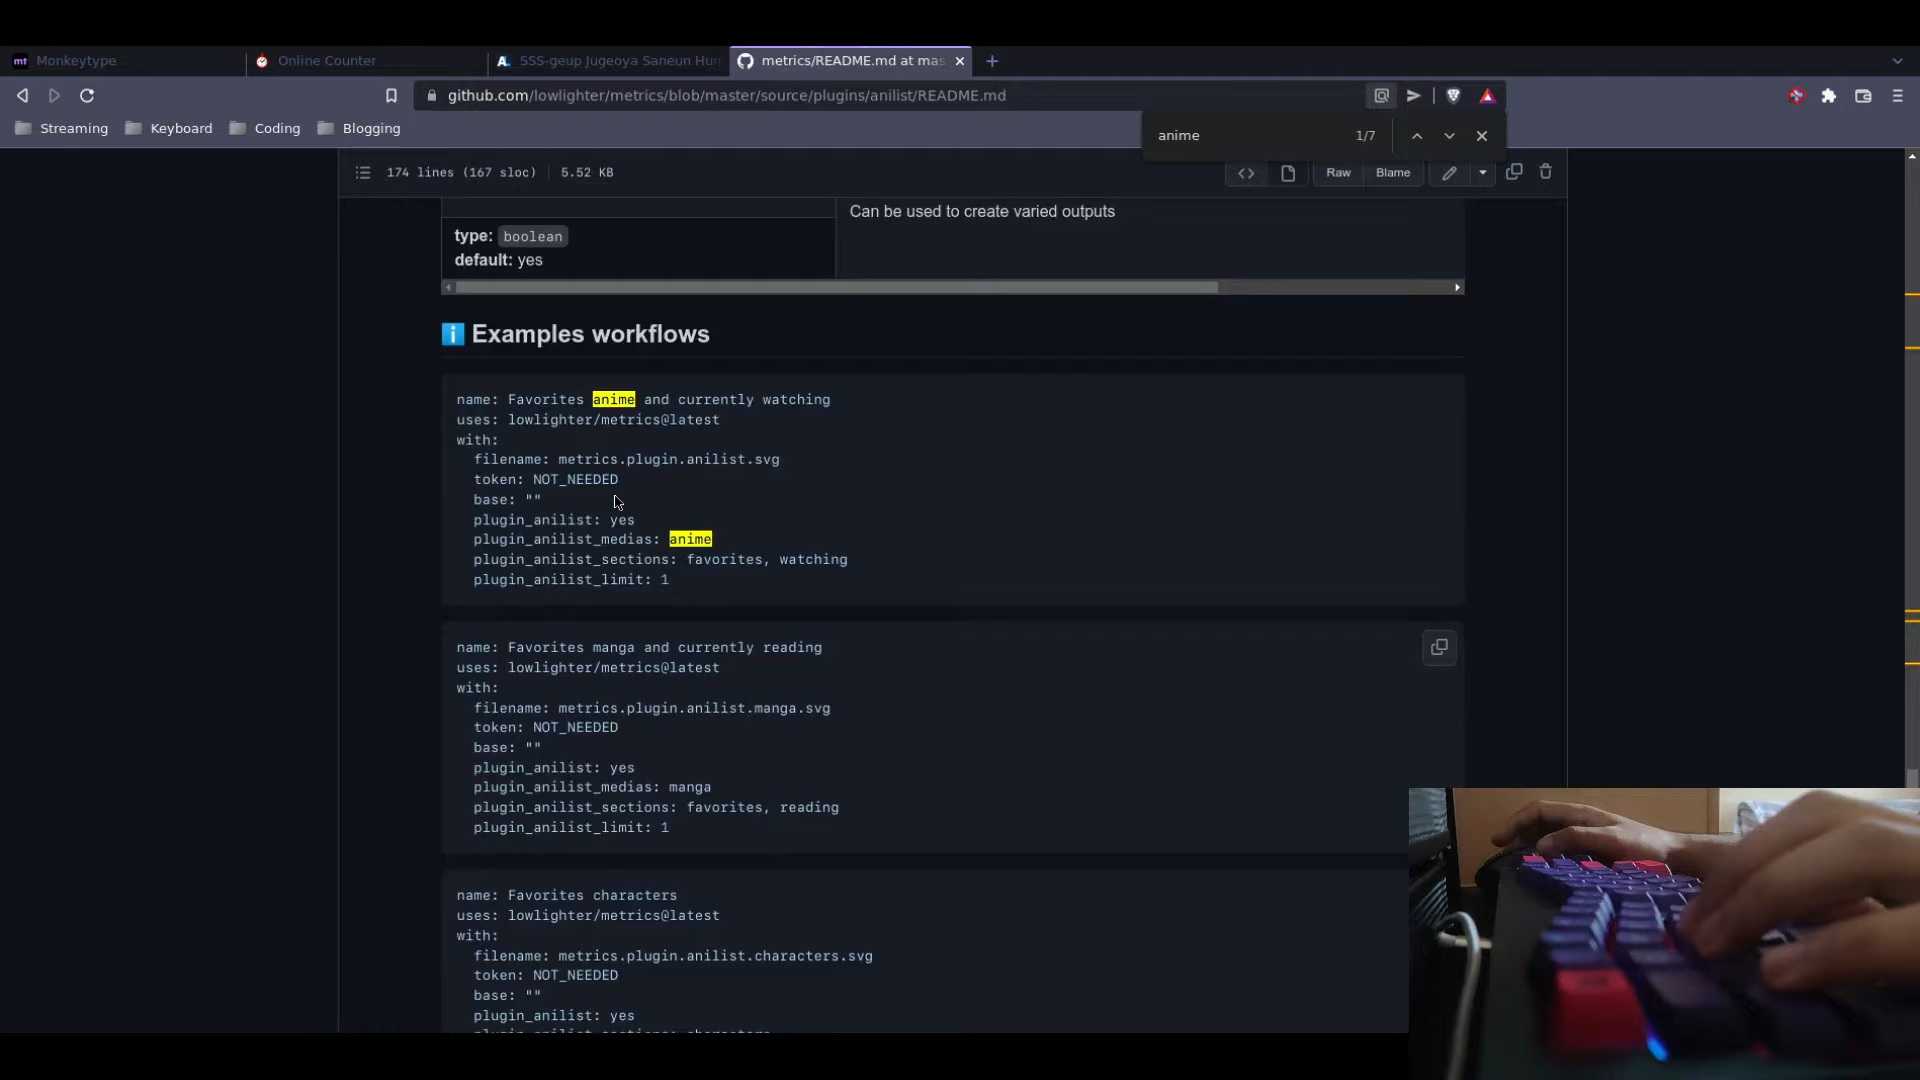 mt Monkeytype
Online Counter
SSS-geup Jugeoya Saneun Hun
metrics/README.md at mas
github.com/lowlighter/metrics/blob/master/source/plugins/anilist/README.md
Streaming
Keyboard
Coding
Blogging
anime 1/7
174 lines (167 sloc) 5.52 KB
Raw
Blame
Can be used to create varied outputs
type: boolean
default: yes
Examples workflows
name: Favorites anime and currently watching
uses: lowlighter/metrics@latest
with:
filename: metrics.plugin.anilist.svg
token: NOT_NEEDED
base: ""
plugin_anilist: yes
plugin_anilist_medias: anime
plugin_anilist_sections: favorites, watching
plugin_anilist_limit: 1
name: Favorites manga and currently reading
uses: lowlighter/metrics@latest
with:
filename: metrics.plugin.anilist.manga.svg
token: NOT_NEEDED
base: ""
plugin_anilist: yes
plugin_anilist_medias: manga
plugin_anilist_sections: favorites, reading
plugin_anilist_limit: 1
name: Favorites characters
uses: lowlighter/metrics@latest
with:
filename: metrics.plugin.anilist.characters.svg
token: NOT_NEEDED
base: ""
plugin_anilist: yes